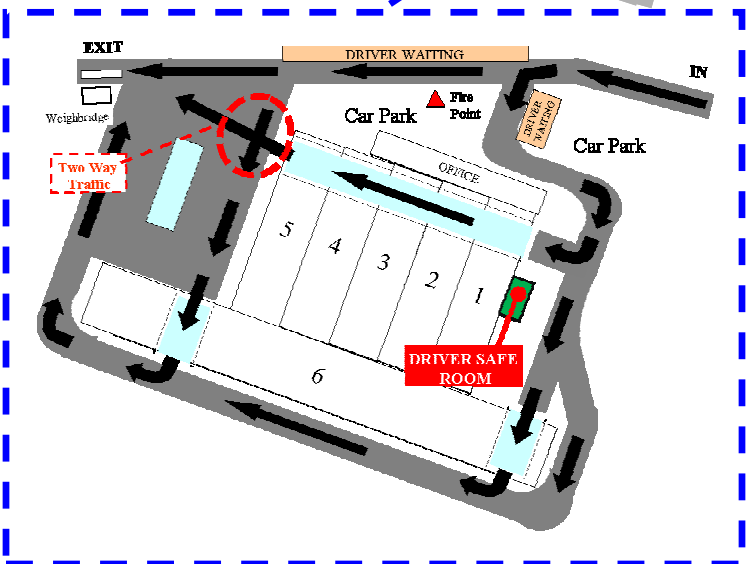 EXIT
DRIVER WAITING
IN
Weighbridge
Car Park
Fire
Point
DRIVER
WAITING
Car Park
Two Way
Traffic
OFFICE
5
4
3
2
1
DRIVER SAFE
ROOM
6